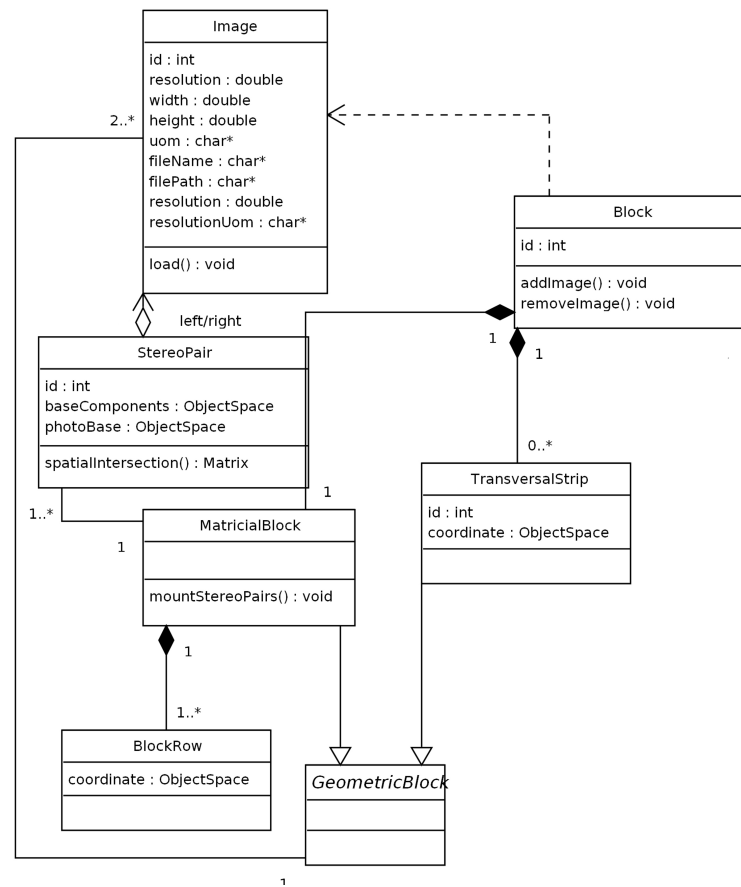 Image
id : int
resolution : double
width : double
height : double
uom : char*
fileName : char*
filePath : char*
resolution : double
resolutionUom : char*
load() : void
2..*
Block
id : int
addImage() : void
removeImage() : void
left/right
1
1
StereoPair
id : int
baseComponents : ObjectSpace
photoBase : ObjectSpace
spatialIntersection() : Matrix
0..*
TransversalStrip
id : int
coordinate : ObjectSpace
1..*
1
1
MatricialBlock
mountStereoPairs() : void
1
1..*
BlockRow
coordinate : ObjectSpace
GeometricBlock
1